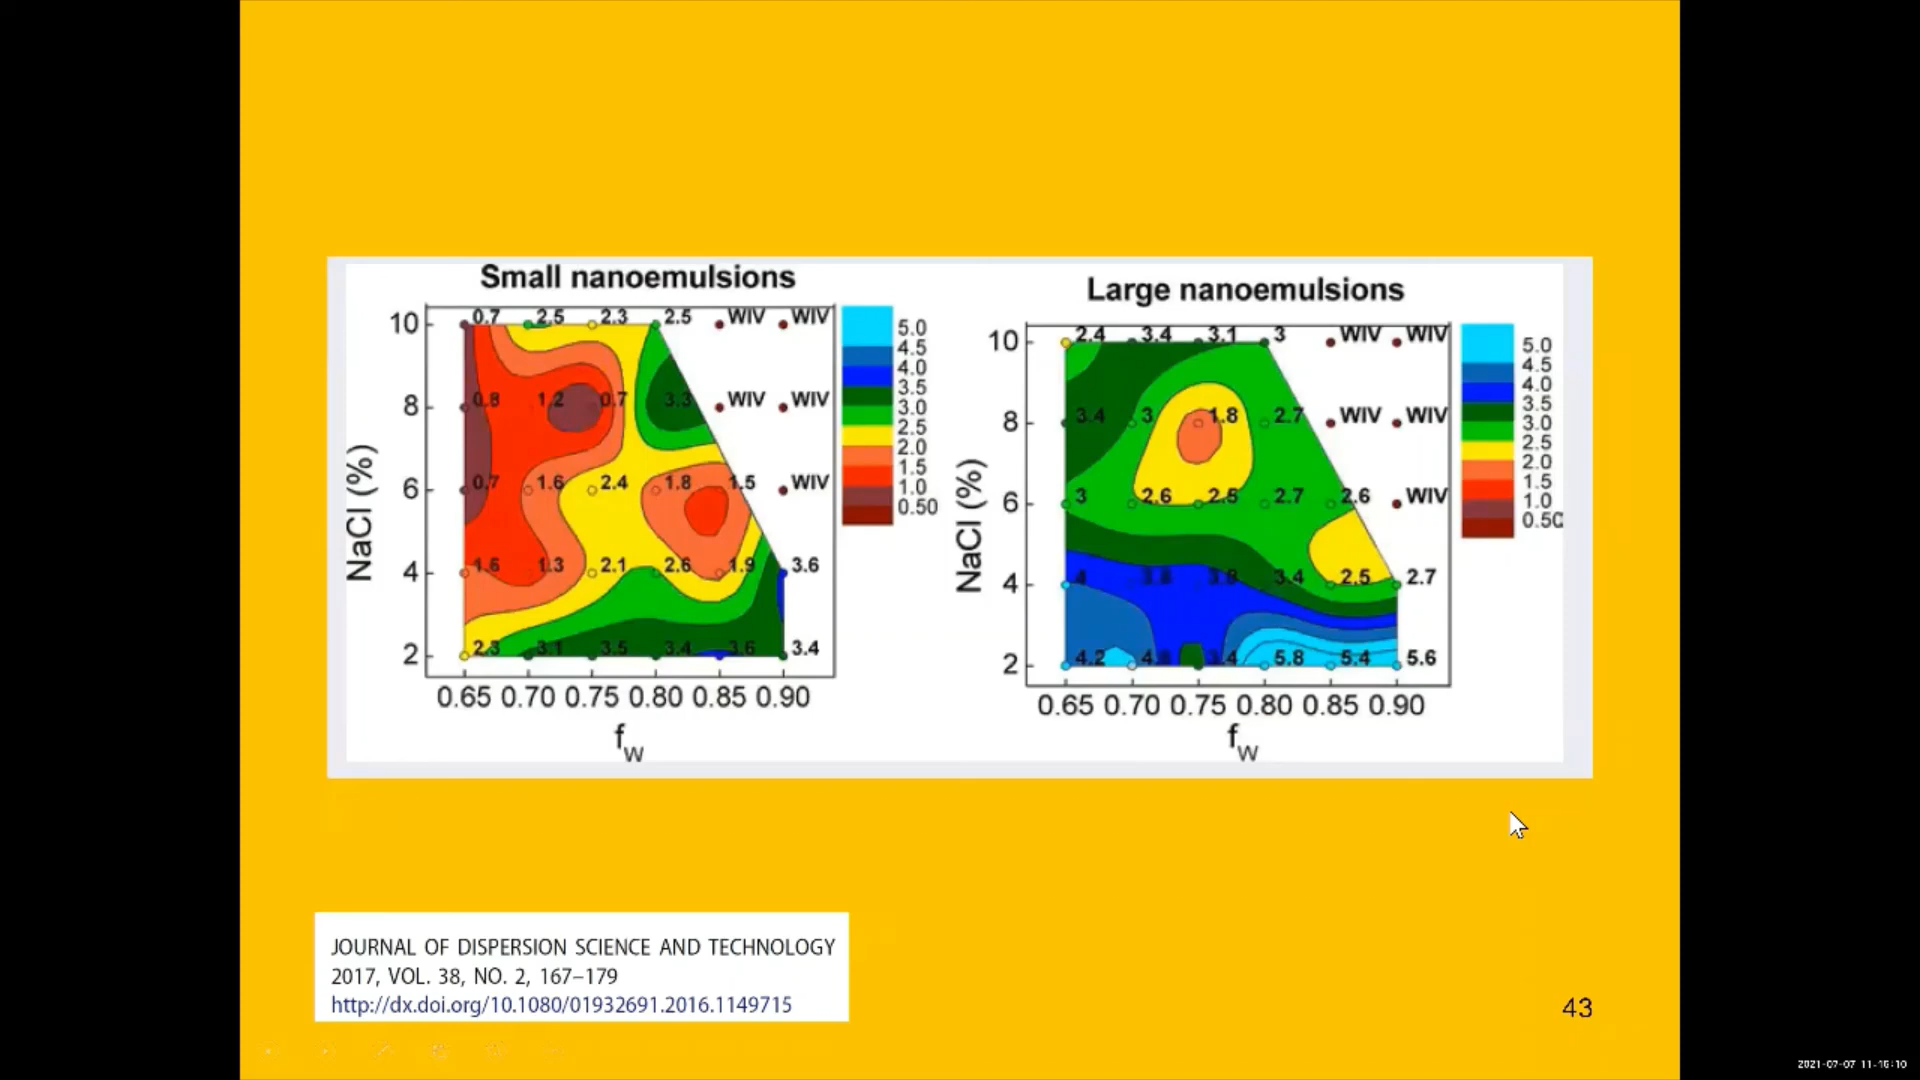 Small nanoemulsions
Large nanoemulsions
10
0.7 2.5 2.3 2.5 WIV WIV
8
0.8 1.2 0.7 3.3 WIV WIV
6
0.7 1.6 2.4 1.8 1.5 WIV
4
1.6 1.3 2.1 2.6 1.9 3.6
2
2.3 3.1 3.5 3.4 3.6 3.4
0.65 0.70 0.75 0.80 0.85 0.90
NaCl (%)
fw
5.0
4.5
4.0
3.5
3.0
2.5
2.0
1.5
1.0
0.50
10
2.4 3.4 3.1 3 WIV WIV
8
3.4 3 1.8 2.7 WIV WIV
6
3 2.6 2.5 2.7 2.6 WIV
4
4 3.4 2.5 2.7
2
4.2 5.8 5.4 5.6
0.65 0.70 0.75 0.80 0.85 0.90
NaCl (%)
fw
5.0
4.5
4.0
3.5
3.0
2.5
2.0
1.5
1.0
0.50
JOURNAL OF DISPERSION SCIENCE AND TECHNOLOGY
2017, VOL. 38, NO. 2, 167–179
http://dx.doi.org/10.1080/01932691.2016.1149715
43